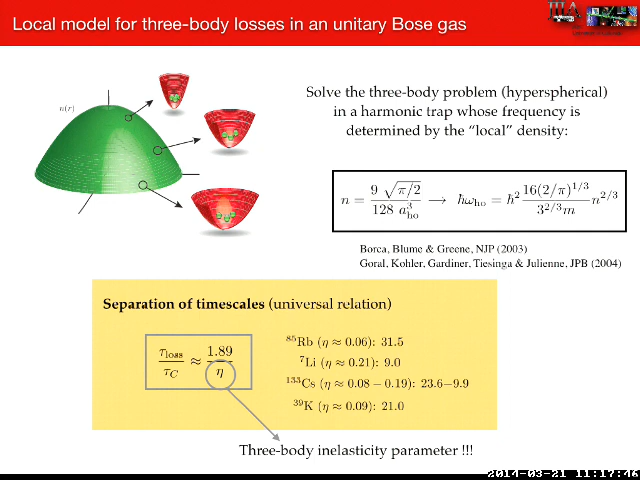 Local model for three-body losses in an unitary Bose gas
JILA
n(r)
Solve the three-body problem (hyperspherical)
in a harmonic trap whose frequency is
determined by the “local” density:
n = 9/128 √(π/2)/a³ₕₒ → ħωₕₒ = ħ² 16(2/π)^{1/3}/(3^{2/3}m) n^{2/3}
Borca, Blume & Greene, NJP (2003)
Goral, Kohler, Gardiner, Tiesinga & Julienne, JPB (2004)
Separation of timescales (universal relation)
τ_loss/τ_C ≈ 1.89/η
⁸⁵Rb (η ≈ 0.06): 31.5
⁷Li (η ≈ 0.21): 9.0
¹³³Cs (η ≈ 0.08 − 0.19): 23.6−9.9
³⁹K (η ≈ 0.09): 21.0
Three-body inelasticity parameter !!!
2014-03-21 11:17:46